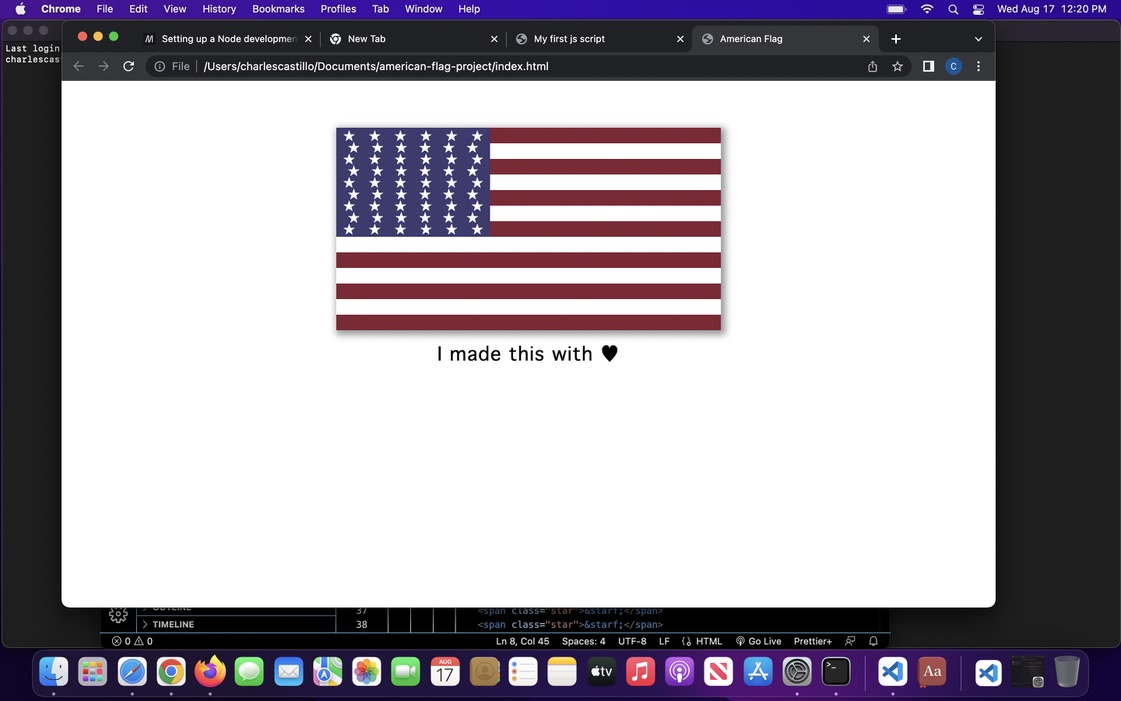 Chrome File Edit View History Bookmarks Profiles Tab Window Help Wed Aug 17 12:20 PM
Setting up a Node developmen New Tab My first js script American Flag
Last login
charlescas
File /Users/charlescastillo/Documents/american-flag-project/index.html C
I made this with ♥
OUTLINE 37 <span class="star">&starf;</span>
TIMELINE 38 <span class="star">&starf;</span>
0 0 Ln 8, Col 45 Spaces: 4 UTF-8 LF HTML Go Live Prettier+
AUG
17
tv
Aa